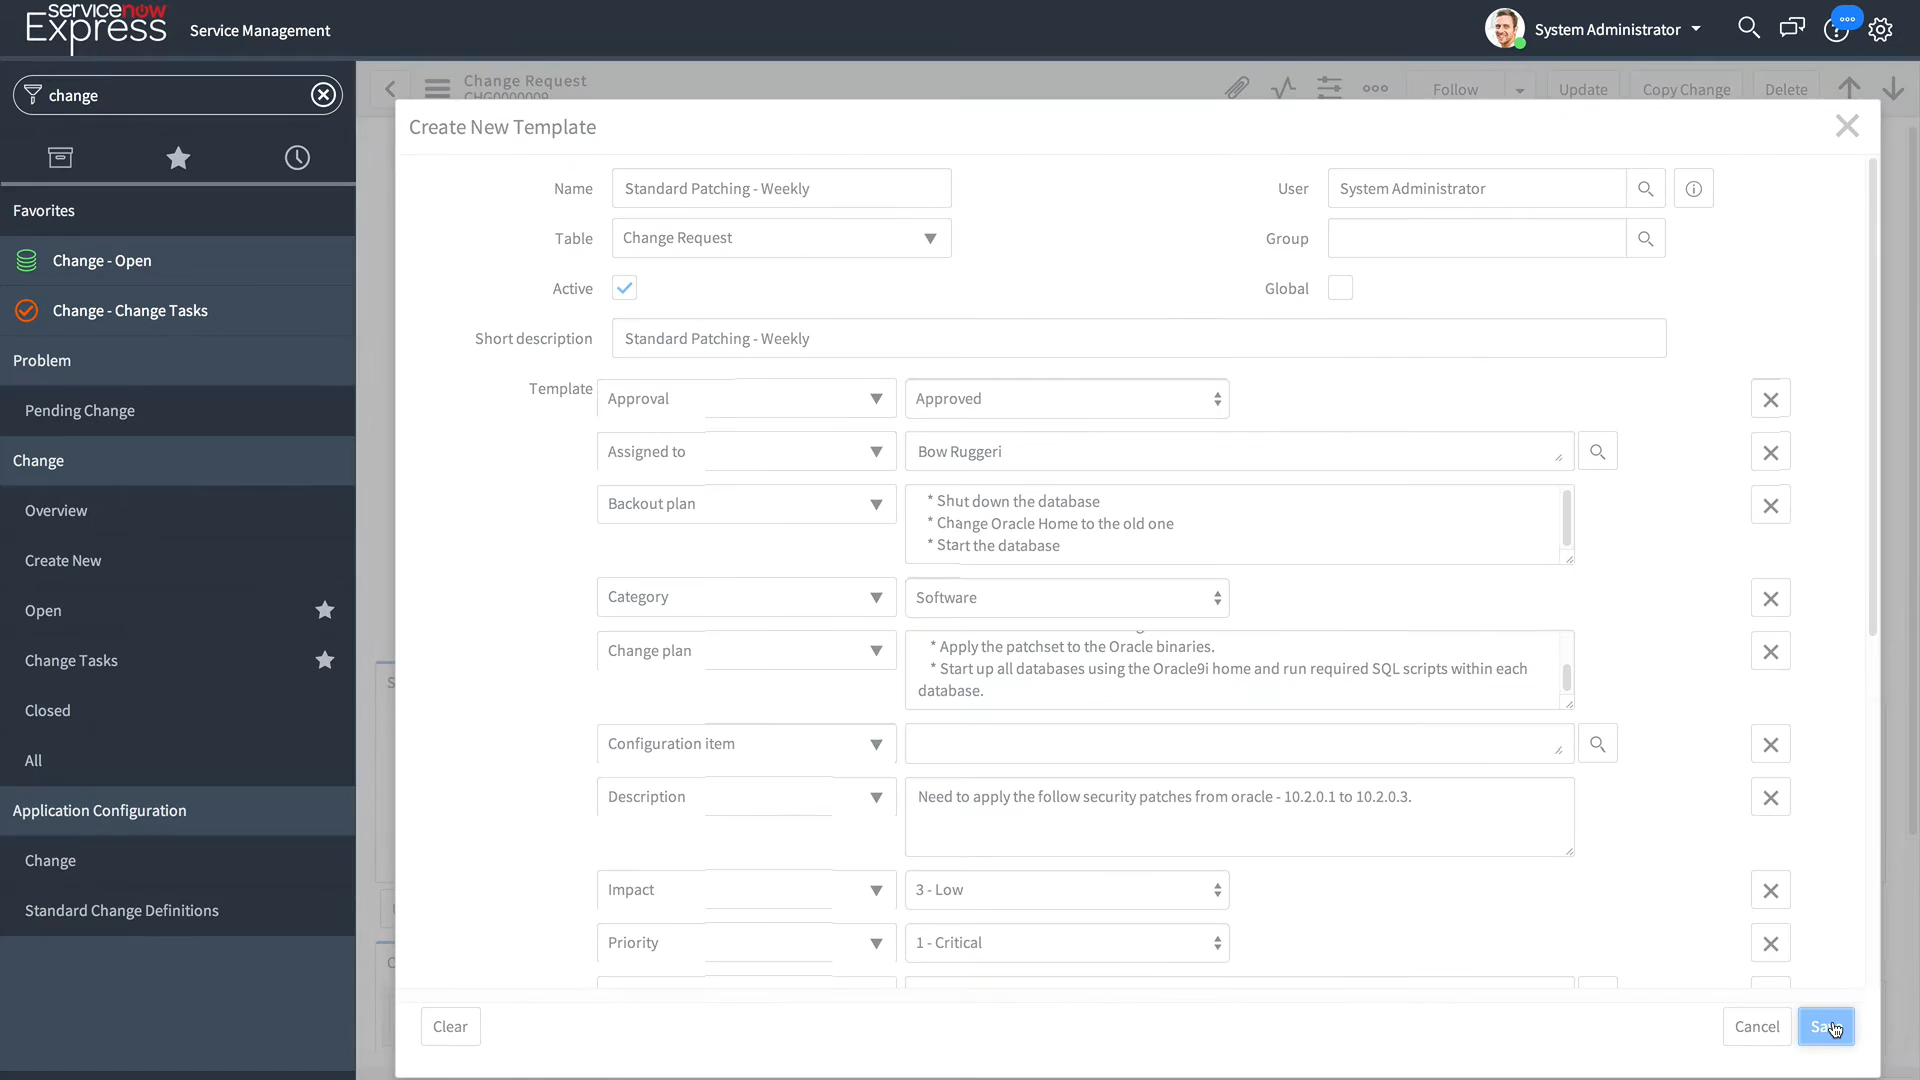 servicenow
Express
Service Management
System Administrator
change
Favorites
Change - Open
Change - Change Tasks
Problem
Pending Change
Change
Overview
Create New
Open
Change Tasks
Closed
All
Application Configuration
Change
Standard Change Definitions
Change Request
CHG0000009
Follow
Update
Copy Change
Delete
Create New Template
Name
Standard Patching - Weekly
User
System Administrator
Table
Change Request
Group
Active
Global
Short description
Standard Patching - Weekly
Template
Approval
Approved
Assigned to
Bow Ruggeri
Backout plan
* Shut down the database
* Change Oracle Home to the old one
* Start the database
Category
Software
Change plan
* Apply the patchset to the Oracle binaries.
* Start up all databases using the Oracle9i home and run required SQL scripts within each
database.
Configuration item
Description
Need to apply the follow security patches from oracle - 10.2.0.1 to 10.2.0.3.
Impact
3 - Low
Priority
1 - Critical
Clear
Cancel